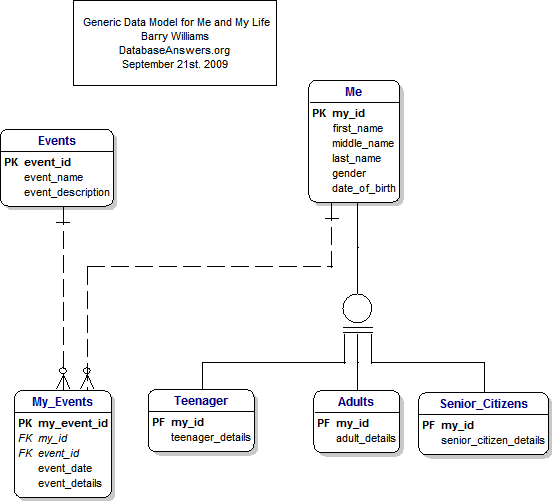 Generic Data Model for Me and My Life
Barry Williams
DatabaseAnswers.org
September 21st. 2009
Me
PK my_id
first_name
middle_name
last_name
gender
date_of_birth
Events
PK event_id
event_name
event_description
My_Events
PK my_event_id
FK my_id
FK event_id
event_date
event_details
Teenager
PF my_id
teenager_details
Adults
PF my_id
adult_details
Senior_Citizens
PF my_id
senior_citizen_details